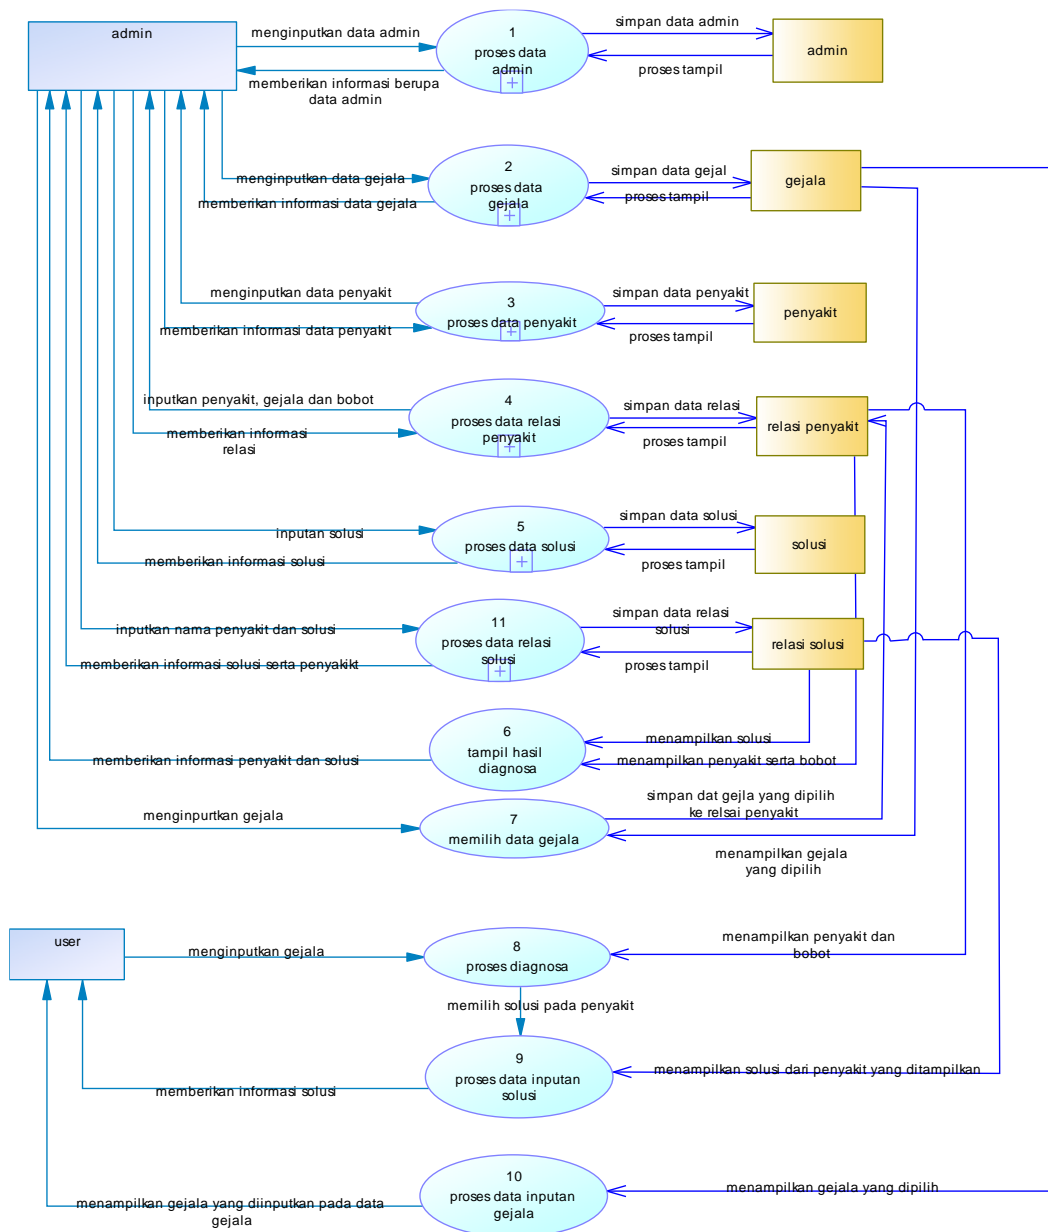 admin
menginputkan data admin
memberikan informasi berupa
data admin
1
proses data
admin
simpan data admin
proses tampil
admin
menginputkan data gejala
memberikan informasi data gejala
2
proses data
gejala
simpan data gejal
proses tampil
gejala
menginputkan data penyakit
memberikan informasi data penyakit
3
proses data penyakit
simpan data penyakit
proses tampil
penyakit
inputkan penyakit, gejala dan bobot
memberikan informasi
relasi
4
proses data relasi
penyakit
simpan data relasi
proses tampil
relasi penyakit
inputan solusi
memberikan informasi solusi
5
proses data solusi
simpan data solusi
proses tampil
solusi
inputkan nama penyakit dan solusi
memberikan informasi solusi serta penyakikt
11
proses data relasi
solusi
simpan data relasi
solusi
proses tampil
relasi solusi
memberikan informasi penyakit dan solusi
6
tampil hasil
diagnosa
menampilkan solusi
menampilkan penyakit serta bobot
menginpurtkan gejala
7
memilih data gejala
simpan dat gejla yang dipilih
ke relsai penyakit
menampilkan gejala
yang dipilih
user
menginputkan gejala
8
proses diagnosa
menampilkan penyakit dan
bobot
memilih solusi pada penyakit
memberikan informasi solusi
9
proses data inputan
solusi
menampilkan solusi dari penyakit yang ditampilkan
menampilkan gejala yang diinputkan pada data
gejala
10
proses data inputan
gejala
menampilkan gejala yang dipilih